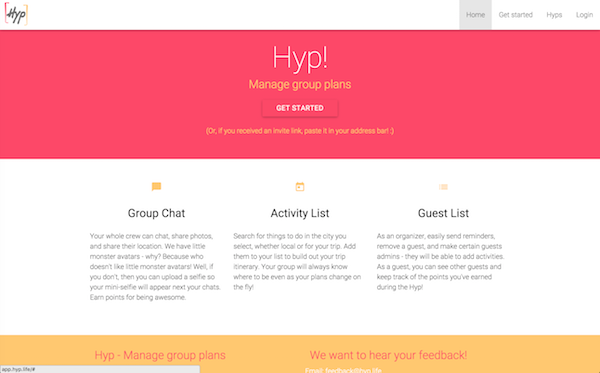 Hyp
Home Get started Hyps Login
Hyp!
Manage group plans
GET STARTED
(Or, if you received an invite link, paste it in your address bar! :)
Group Chat
Your whole crew can chat, share photos,
and share their location. We have little
monster avatars - why? Because who
doesn't like little monster avatars! Well, if
you don't, then you can upload a selfie so
your mini-selfie will appear next your chats.
Earn points for being awesome.
Activity List
Search for things to do in the city you
select, whether local or for your trip. Add
them to your list to build out your trip
itinerary. Your group will always know
where to be even as your plans change on
the fly!
Guest List
As an organizer, easily send reminders,
remove a guest, and make certain guests
admins - they will be able to add activities.
As a guest, you can see other guests and
keep track of the points you've earned
during the Hyp!
Hyp - Manage group plans
We want to hear your feedback!
Email: feedback@hyp.life
app.hyp.life/#